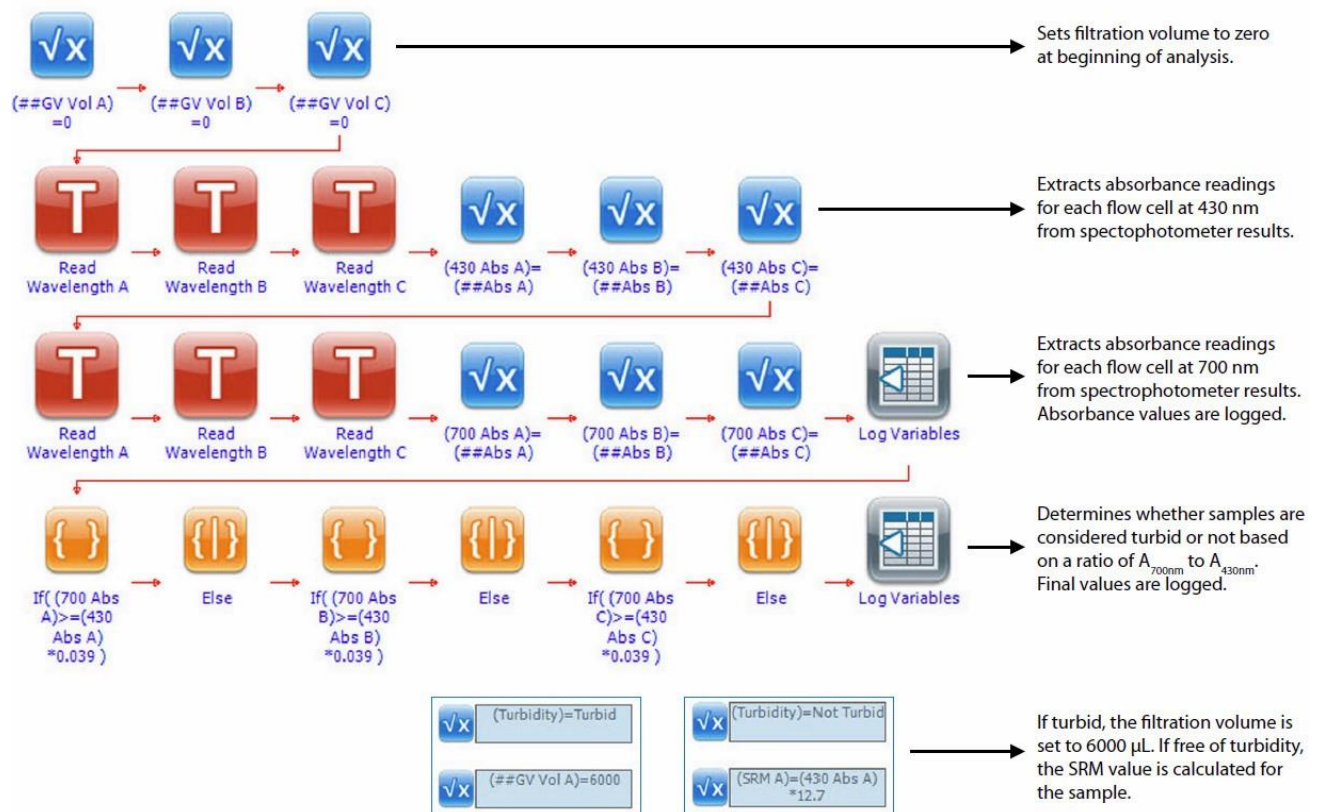 (##GV Vol A)
=0
(##GV Vol B)
=0
(##GV Vol C)
=0
Sets filtration volume to zero
at beginning of analysis.
T
Read
Wavelength A
T
Read
Wavelength B
T
Read
Wavelength C
√x
(430 Abs A)=
(##Abs A)
√x
(430 Abs B)=
(##Abs B)
√x
(430 Abs C)=
(##Abs C)
Extracts absorbance readings
for each flow cell at 430 nm
from spectophotometer results.
T
Read
Wavelength A
T
Read
Wavelength B
T
Read
Wavelength C
√x
(700 Abs A)=
(##Abs A)
√x
(700 Abs B)=
(##Abs B)
√x
(700 Abs C)=
(##Abs C)
Log Variables
Extracts absorbance readings
for each flow cell at 700 nm
from spectrophotometer results.
Absorbance values are logged.
{ }
If( (700 Abs
A)>=(430
Abs A)
*0.039 )
{|}
Else
{ }
If( (700 Abs
B)>=(430
Abs B)
*0.039 )
{|}
Else
{ }
If( (700 Abs
C)>=(430
Abs C)
*0.039 )
{|}
Else
Log Variables
Determines whether samples are
considered turbid or not based
on a ratio of A700nm to A430nm.
Final values are logged.
√x
(Turbidity)=Turbid
√x
(##GV Vol A)=6000
√x
(Turbidity)=Not Turbid
√x
(SRM A)=(430 Abs A)
*12.7
If turbid, the filtration volume is
set to 6000 µL. If free of turbidity,
the SRM value is calculated for
the sample.